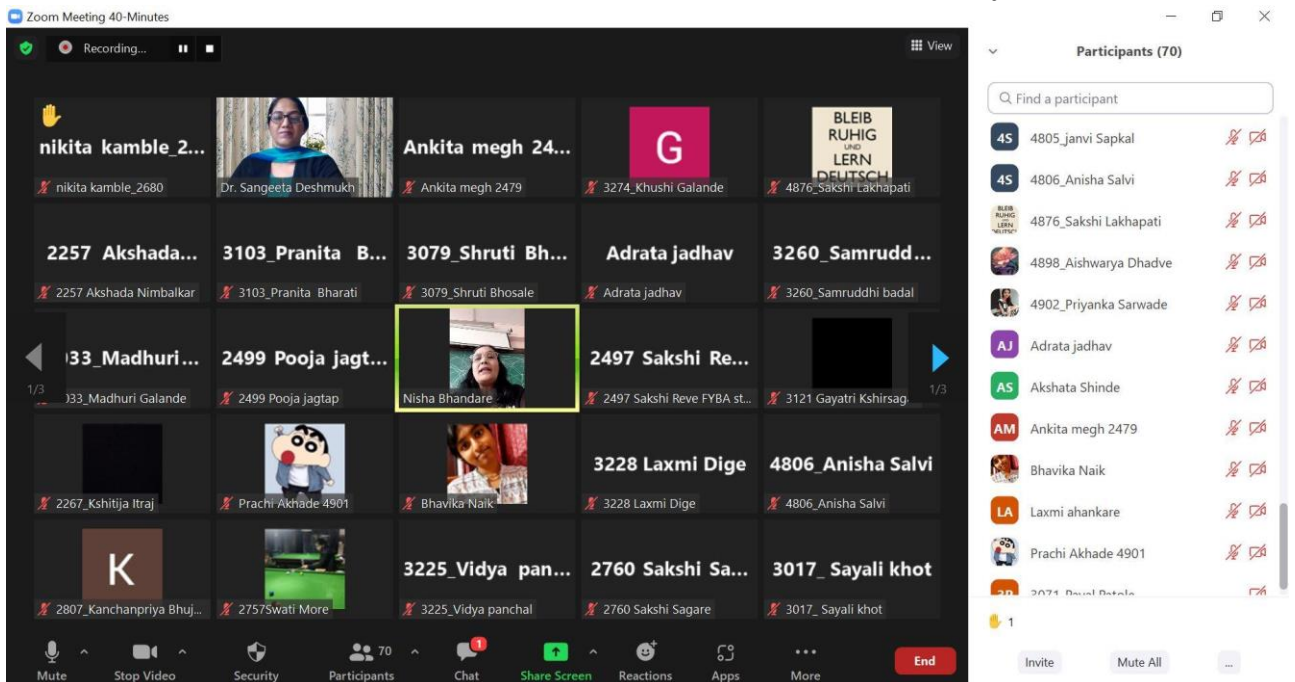 Zoom Meeting 40-Minutes
Recording...
View
nikita kamble_2...
nikita kamble_2680
Dr. Sangeeta Deshmukh
Ankita megh 24...
Ankita megh 2479
G
3274_Khushi Galande
BLEIB
RUHIG
UND
LERN
DEUTSCH
4876_Sakshi Lakhapati
2257 Akshada...
2257 Akshada Nimbalkar
3103_Pranita B...
3103_Pranita Bharati
3079_Shruti Bh...
3079_Shruti Bhosale
Adrata jadhav
Adrata jadhav
3260_Samrudd...
3260_Samruddhi badal
33_Madhuri...
033_Madhuri Galande
1/3
2499 Pooja jagt...
2499 Pooja jagtap
Nisha Bhandare
2497 Sakshi Re...
2497 Sakshi Reve FYBA st...
3121 Gayatri Kshirsag
1/3
2267_Kshitija Itraj
Prachi Akhade 4901
Bhavika Naik
3228 Laxmi Dige
3228 Laxmi Dige
4806_Anisha Salvi
4806_Anisha Salvi
K
2807_Kanchanpriya Bhuj...
2757Swati More
3225_Vidya pan...
3225_Vidya panchal
2760 Sakshi Sa...
2760 Sakshi Sagare
3017_ Sayali khot
3017_ Sayali khot
Mute
Stop Video
Security
70
Participants
1
Chat
Share Screen
Reactions
Apps
More
End
Participants (70)
Find a participant
4S 4805_janvi Sapkal
4S 4806_Anisha Salvi
BLEIB
RUHIG
UND
LERN
DEUTSCH
4876_Sakshi Lakhapati
4898_Aishwarya Dhadve
4902_Priyanka Sarwade
AJ Adrata jadhav
AS Akshata Shinde
AM Ankita megh 2479
Bhavika Naik
LA Laxmi ahankare
Prachi Akhade 4901
1
Invite
Mute All
...